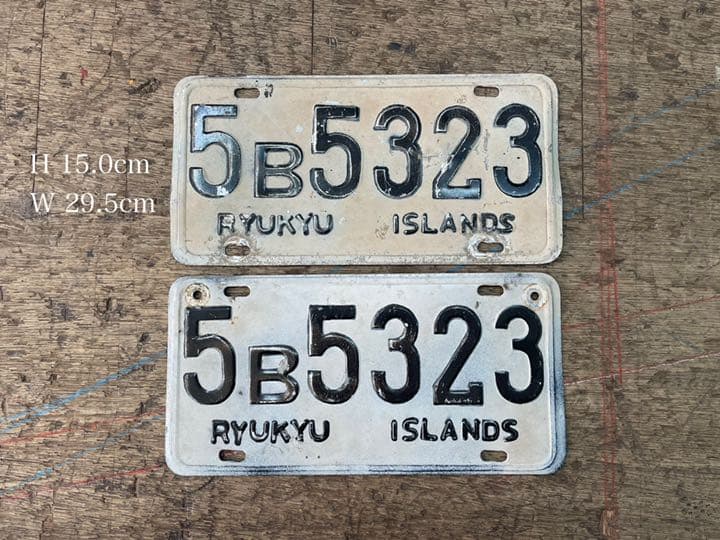 5B5323
RYUKYU ISLANDS
H 15.0cm
W 29.5cm
5B5323
RYUKYU ISLANDS